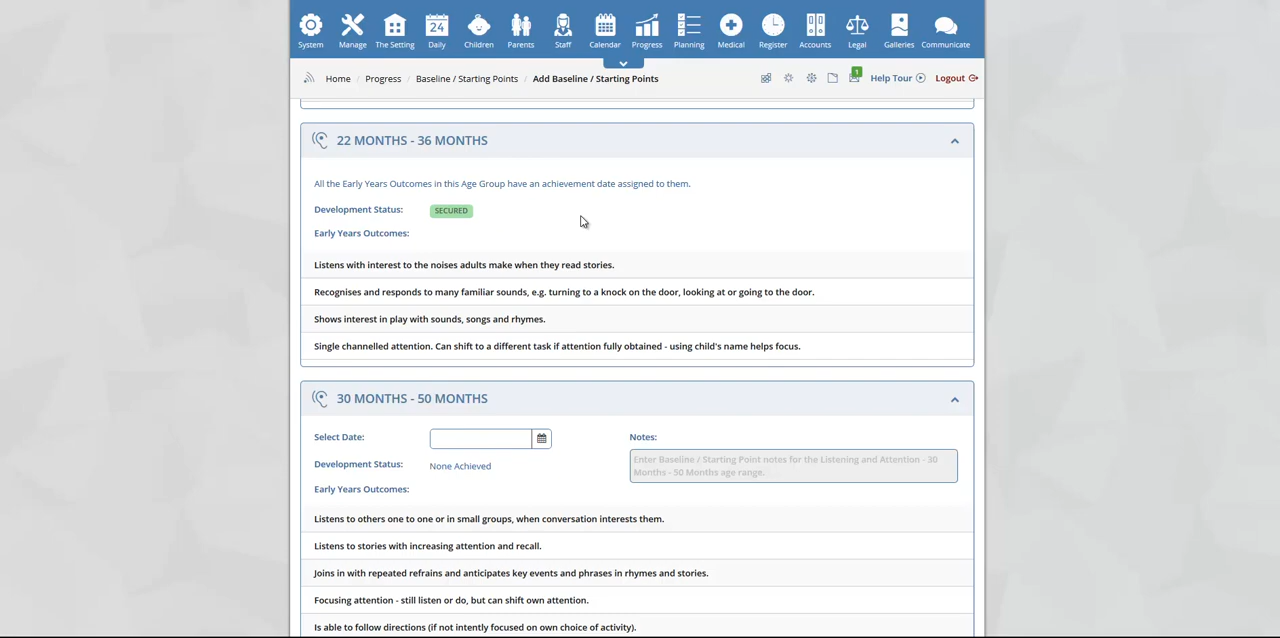 System Manage The Setting 24 Daily Children Parents Staff Calendar Progress Planning Medical Register Accounts Legal Galleries Communicate
Home / Progress / Baseline / Starting Points / Add Baseline / Starting Points 1 Help Tour Logout
22 MONTHS - 36 MONTHS
All the Early Years Outcomes in this Age Group have an achievement date assigned to them.
Development Status: SECURED
Early Years Outcomes:
Listens with interest to the noises adults make when they read stories.
Recognises and responds to many familiar sounds, e.g. turning to a knock on the door, looking at or going to the door.
Shows interest in play with sounds, songs and rhymes.
Single channelled attention. Can shift to a different task if attention fully obtained - using child's name helps focus.
30 MONTHS - 50 MONTHS
Select Date: Notes:
Enter Baseline / Starting Point notes for the Listening and Attention - 30
Development Status: None Achieved Months - 50 Months age range.
Early Years Outcomes:
Listens to others one to one or in small groups, when conversation interests them.
Listens to stories with increasing attention and recall.
Joins in with repeated refrains and anticipates key events and phrases in rhymes and stories.
Focusing attention - still listen or do, but can shift own attention.
Is able to follow directions (if not intently focused on own choice of activity).